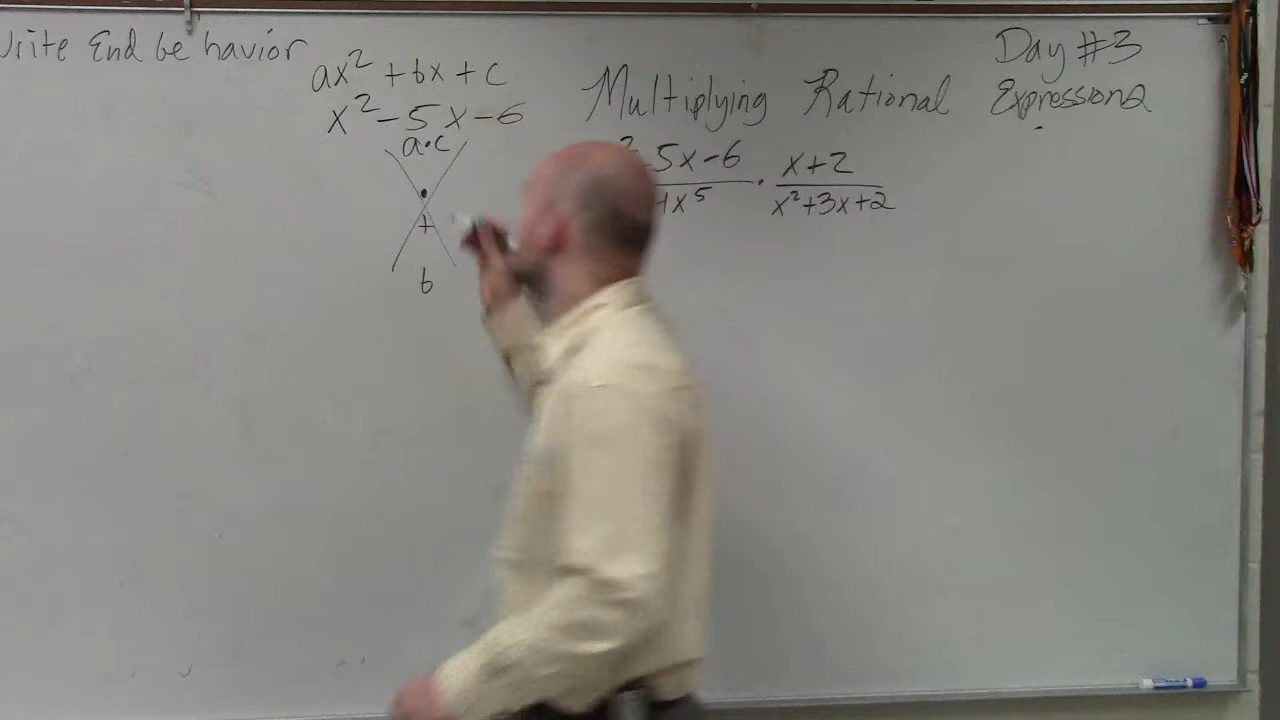 Write End behavior
ax² + bx + c
x² - 5x - 6
a·c
·
+
b
Day #3
Multiplying Rational Expressions
5x-6 · x+2
x⁵ x²+3x+2